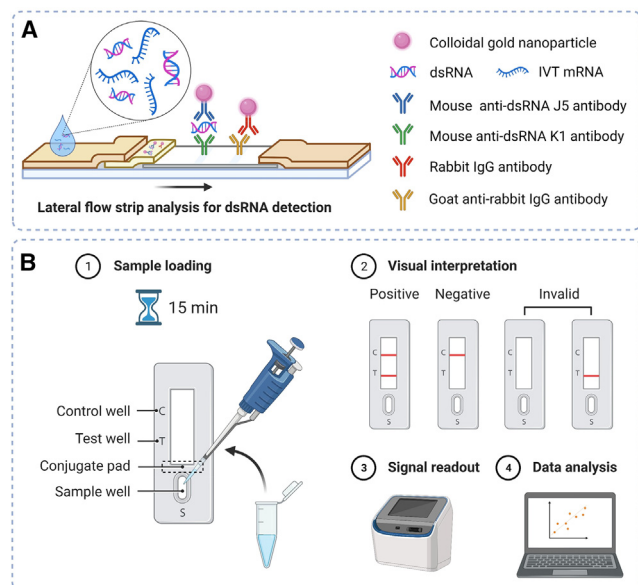 A
Colloidal gold nanoparticle
dsRNA
IVT mRNA
Mouse anti-dsRNA J5 antibody
Mouse anti-dsRNA K1 antibody
Rabbit IgG antibody
Goat anti-rabbit IgG antibody
Lateral flow strip analysis for dsRNA detection
B
1 Sample loading
15 min
Control well
C
Test well
T
Conjugate pad
Sample well
S
2 Visual interpretation
Positive Negative Invalid
C C C C
T T T T
S S S S
3 Signal readout
4 Data analysis